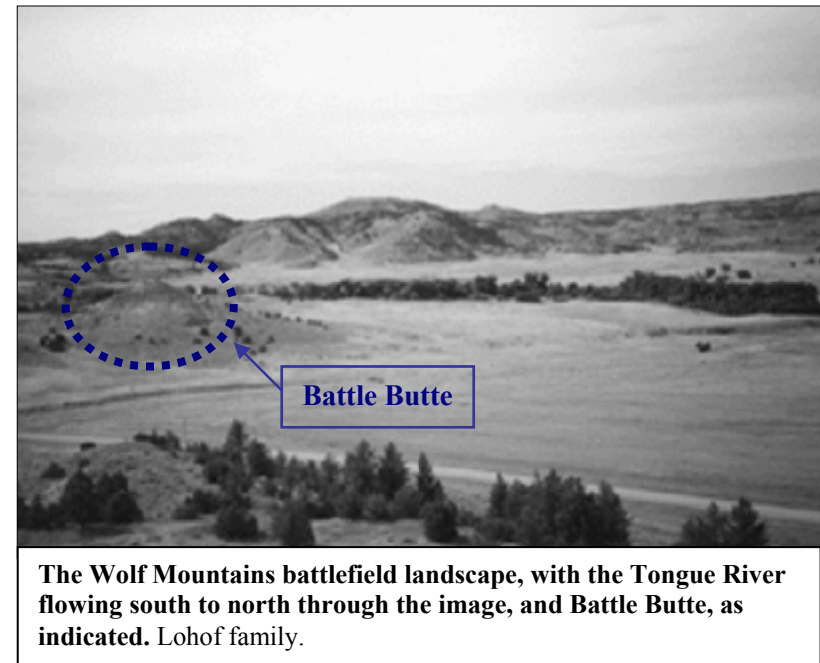 Battle Butte
The Wolf Mountains battlefield landscape, with the Tongue River
flowing south to north through the image, and Battle Butte, as
indicated. Lohof family.